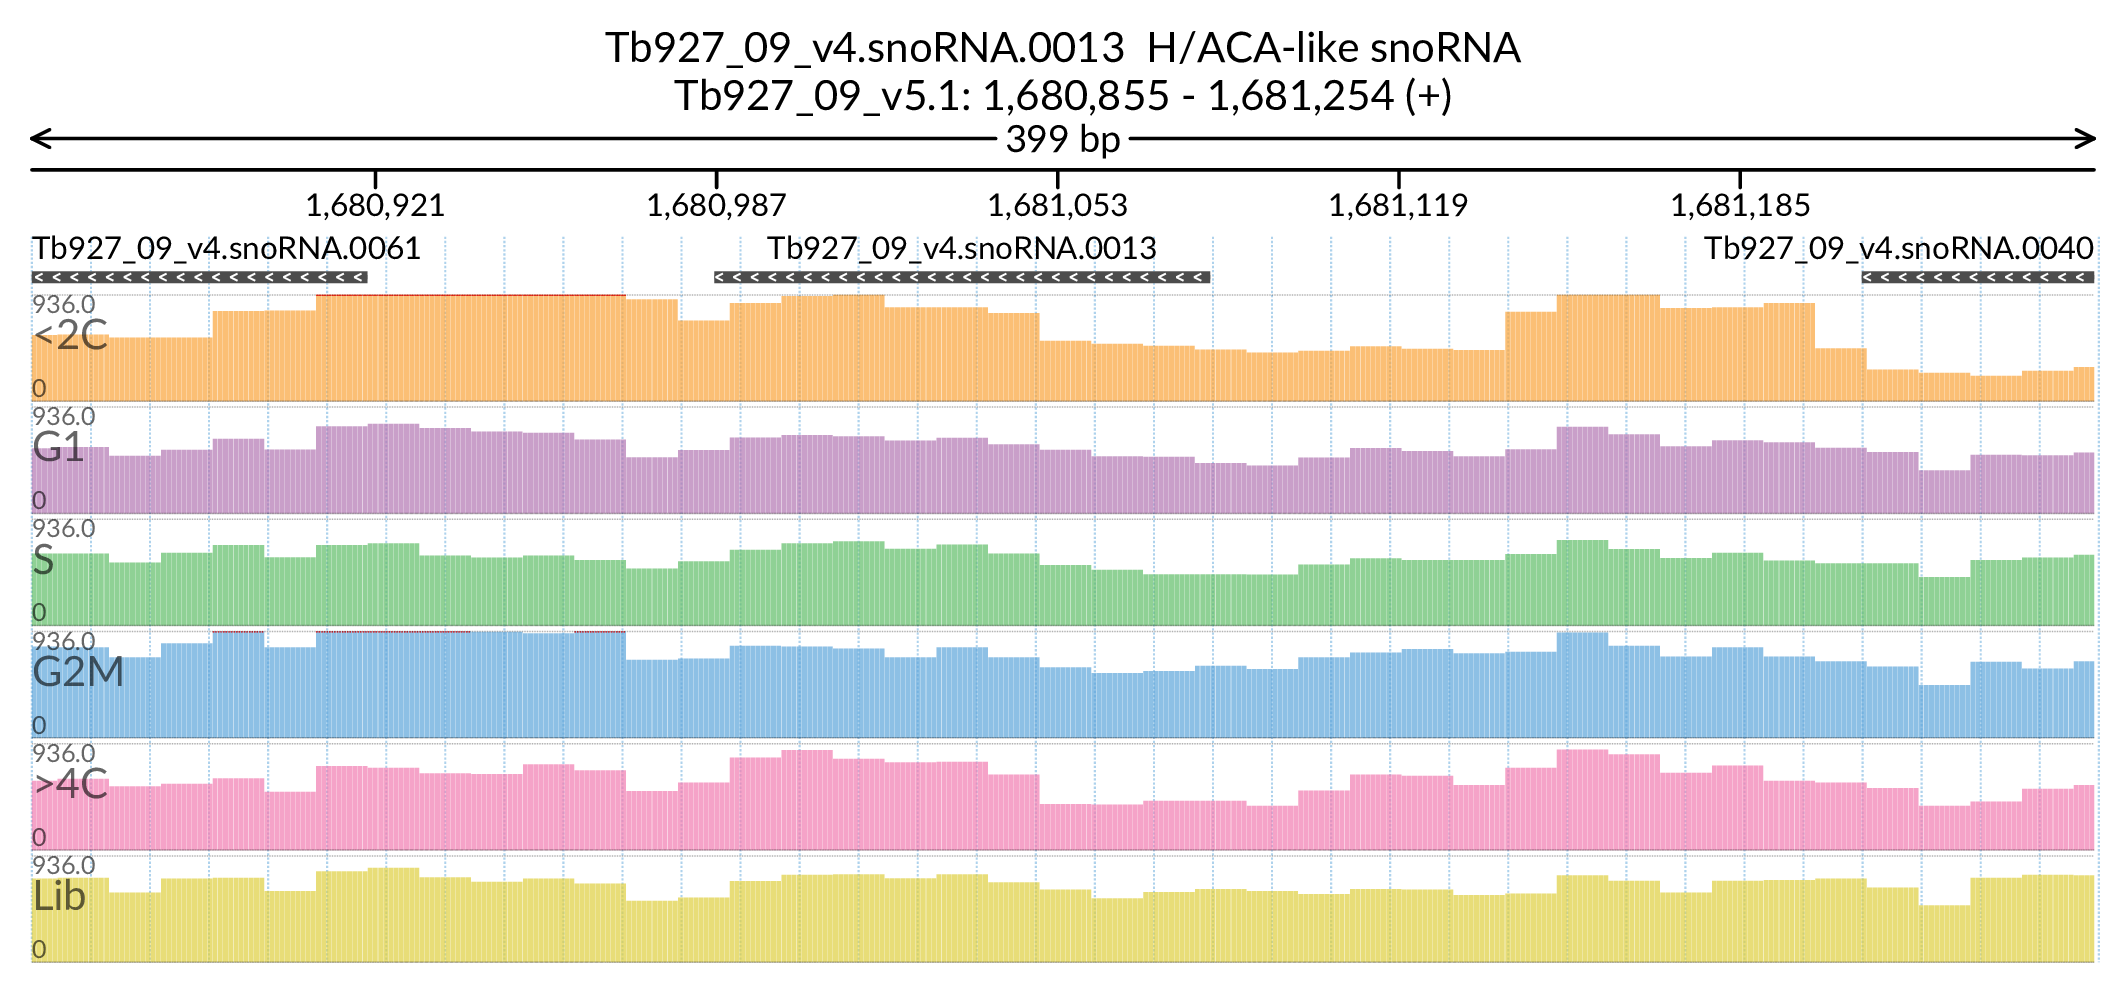 Tb927_09_v4.snoRNA.0013  H/ACA-like snoRNA
Tb927_09_v5.1: 1,680,855 - 1,681,254 (+)
399 bp
1,680,921 1,680,987 1,681,053 1,681,119 1,681,185
Tb927_09_v4.snoRNA.0061 Tb927_09_v4.snoRNA.0013 Tb927_09_v4.snoRNA.0040
936.0
<2C
0
936.0
G1
0
936.0
S
0
936.0
G2M
0
936.0
>4C
0
936.0
Lib
0